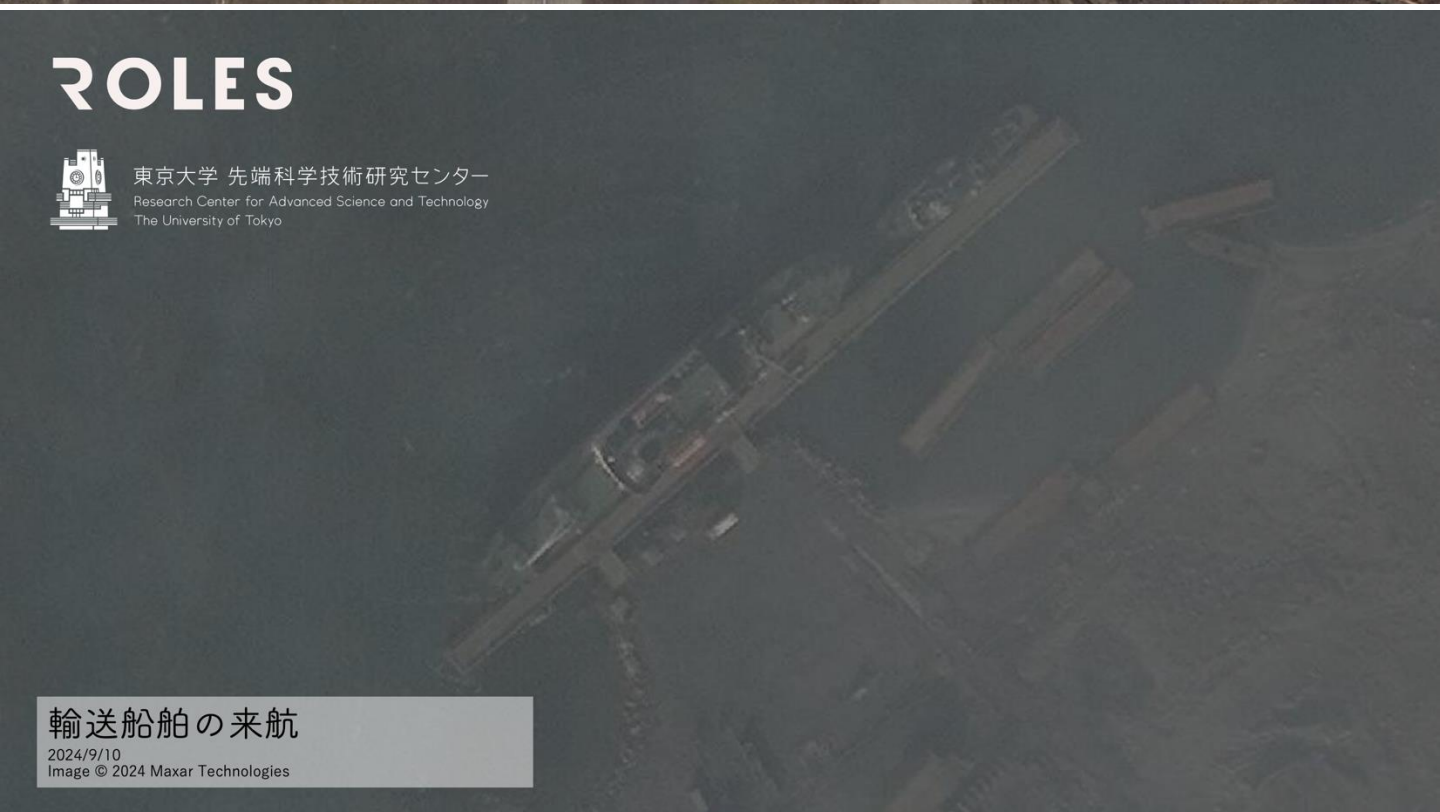 ROLES
東京大学 先端科学技術研究センター
Research Center for Advanced Science and Technology
The University of Tokyo
輸送船舶の来航
2024/9/10
Image © 2024 Maxar Technologies